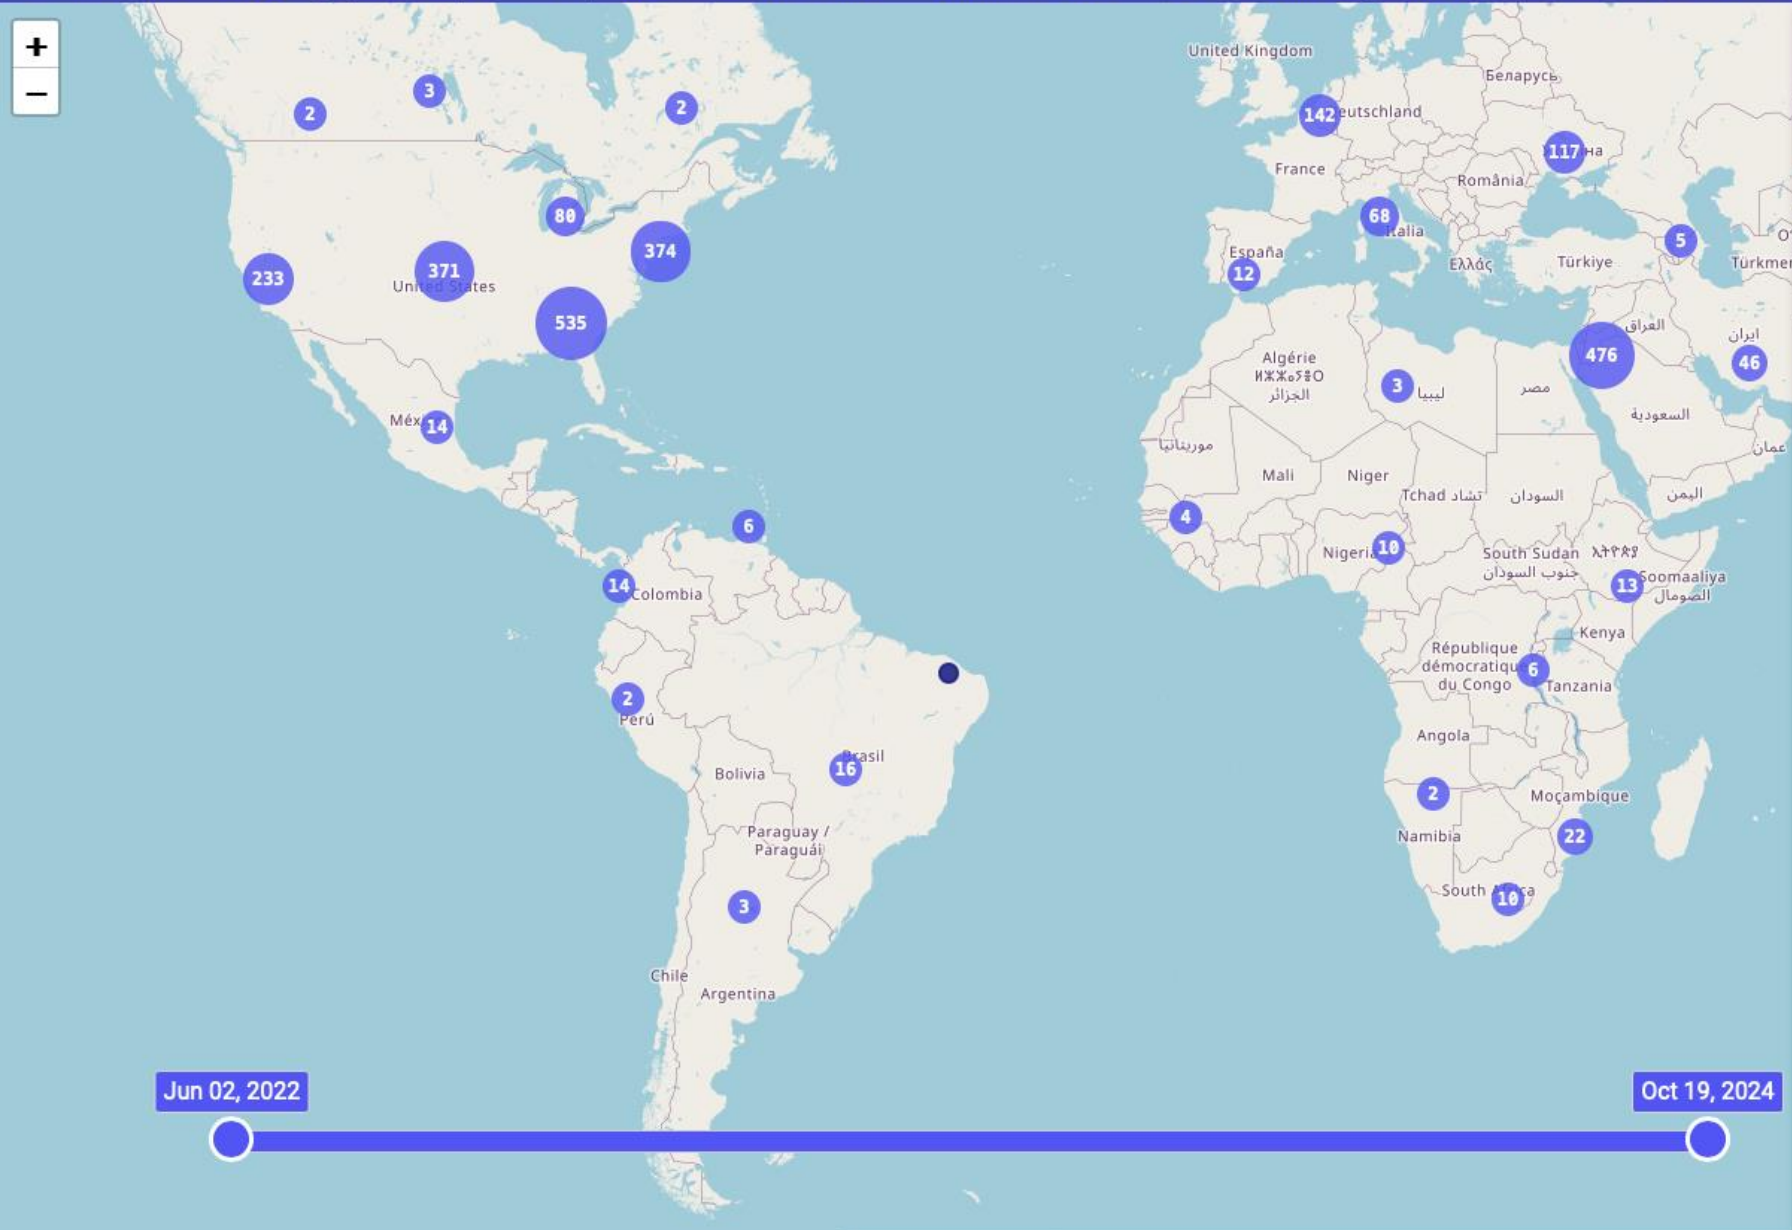 +
−
United Kingdom
Беларусь
3
2
2
142
eutschland
117
на
France
România
80
68
Italia
374
España
12
5
Ελλάς
Türkiye
Türkmen
233
371
United States
535
476
العراق
ایران
46
Algérie
ⵍⵣⵣⴰⵢⴻⵔ
الجزائر
3
ليبيا
مصر
السعودية
Méx
14
موريتانيا
عمان
Mali
Niger
Tchad تشاد
السودان
اليمن
4
6
Nigeria
10
South Sudan
جنوب السودان
ኢትዮጵያ
14
Colombia
13
Soomaaliya
الصومال
Kenya
République
démocratique
du Congo
6
Tanzania
2
Perú
Angola
Brasil
16
Bolivia
2
Moçambique
Paraguay /
Paraguái
Namibia
22
3
South Africa
10
Chile
Argentina
Jun 02, 2022
Oct 19, 2024